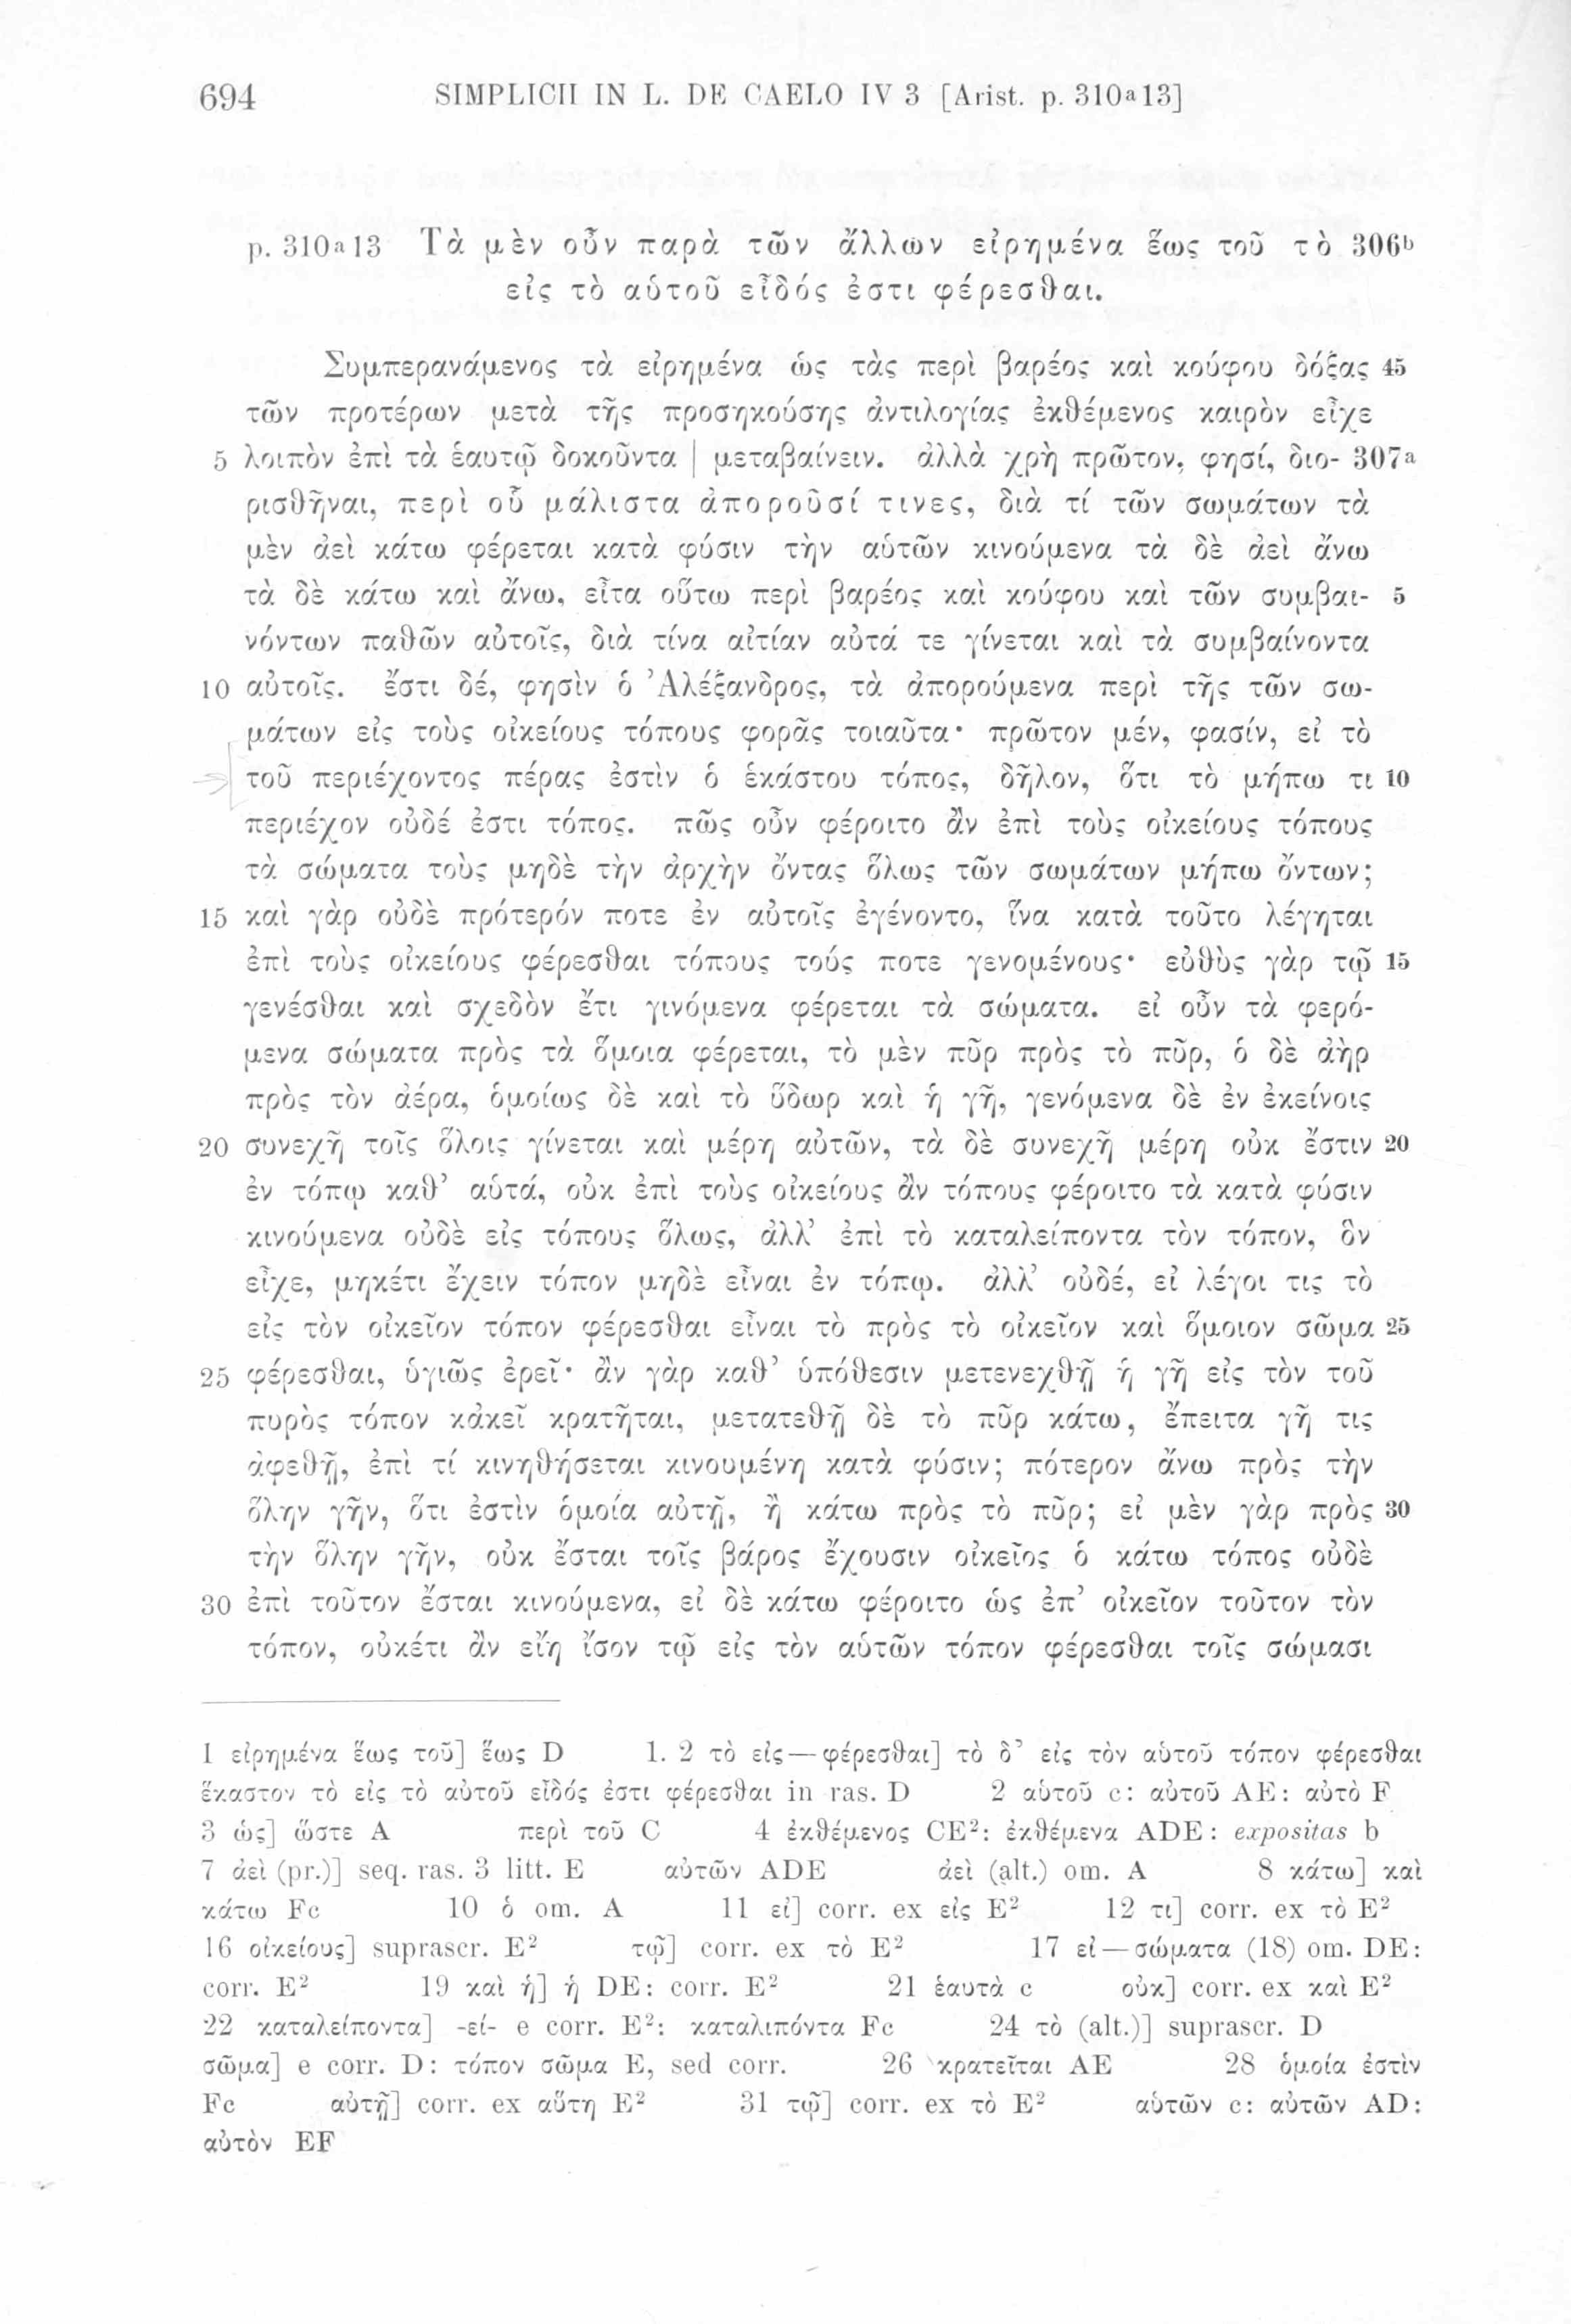 694 SIMPLICII IN L. DE CAELO IV 3 [Arist. p. 310a13]
p. 310a13 Τὰ μὲν οὖν παρὰ τῶν ἄλλων εἰρημένα ἕως τοῦ τὸ 306b
εἰς τὸ αὑτοῦ εἶδός ἐστι φέρεσθαι.
Συμπερανάμενος τὰ εἰρημένα ὡς τὰς περὶ βαρέος καὶ κούφου δόξας 45
τῶν προτέρων μετὰ τῆς προσηκούσης ἀντιλογίας ἐκθέμενος καιρὸν εἶχε
5 λοιπὸν ἐπὶ τὰ ἑαυτῷ δοκοῦντα | μεταβαίνειν. ἀλλὰ χρὴ πρῶτον, φησί, διο- 307a
ρισθῆναι, περὶ οὗ μάλιστα ἀποροῦσί τινες, διὰ τί τῶν σωμάτων τὰ
μὲν ἀεὶ κάτω φέρεται κατὰ φύσιν τὴν αὑτῶν κινούμενα τὰ δὲ ἀεὶ ἄνω
τὰ δὲ κάτω καὶ ἄνω, εἶτα οὕτω περὶ βαρέος καὶ κούφου καὶ τῶν συμβαι- 5
νόντων παθῶν αὐτοῖς, διὰ τίνα αἰτίαν αὐτά τε γίνεται καὶ τὰ συμβαίνοντα
10 αὐτοῖς. ἔστι δέ, φησὶν ὁ Ἀλέξανδρος, τὰ ἀπορούμενα περὶ τῆς τῶν σω-
μάτων εἰς τοὺς οἰκείους τόπους φορᾶς τοιαῦτα· πρῶτον μέν, φασίν, εἰ τὸ
τοῦ περιέχοντος πέρας ἐστὶν ὁ ἑκάστου τόπος, δῆλον, ὅτι τὸ μήπω τι 10
περιέχον οὐδέ ἐστι τόπος. πῶς οὖν φέροιτο ἂν ἐπὶ τοὺς οἰκείους τόπους
τὰ σώματα τοὺς μηδὲ τὴν ἀρχὴν ὄντας ὅλως τῶν σωμάτων μήπω ὄντων;
15 καὶ γὰρ οὐδὲ πρότερόν ποτε ἐν αὐτοῖς ἐγένοντο, ἵνα κατὰ τοῦτο λέγηται
ἐπὶ τοὺς οἰκείους φέρεσθαι τόπους τούς ποτε γενομένους· εὐθὺς γὰρ τῷ 15
γενέσθαι καὶ σχεδὸν ἔτι γινόμενα φέρεται τὰ σώματα. εἰ οὖν τὰ φερό-
μενα σώματα πρὸς τὰ ὅμοια φέρεται, τὸ μὲν πῦρ πρὸς τὸ πῦρ, ὁ δὲ ἀὴρ
πρὸς τὸν ἀέρα, ὁμοίως δὲ καὶ τὸ ὕδωρ καὶ ἡ γῆ, γενόμενα δὲ ἐν ἐκείνοις
20 συνεχῆ τοῖς ὅλοις γίνεται καὶ μέρη αὐτῶν, τὰ δὲ συνεχῆ μέρη οὐκ ἔστιν 20
ἐν τόπῳ καθ’ αὑτά, οὐκ ἐπὶ τοὺς οἰκείους ἂν τόπους φέροιτο τὰ κατὰ φύσιν
κινούμενα οὐδὲ εἰς τόπους ὅλως, ἀλλ’ ἐπὶ τὸ καταλείποντα τὸν τόπον, ὃν
εἶχε, μηκέτι ἔχειν τόπον μηδὲ εἶναι ἐν τόπῳ. ἀλλ’ οὐδέ, εἰ λέγοι τις τὸ
εἰς τὸν οἰκεῖον τόπον φέρεσθαι εἶναι τὸ πρὸς τὸ οἰκεῖον καὶ ὅμοιον σῶμα 25
25 φέρεσθαι, ὑγιῶς ἐρεῖ· ἂν γὰρ καθ’ ὑπόθεσιν μετενεχθῇ ἡ γῆ εἰς τὸν τοῦ
πυρὸς τόπον κἀκεῖ κρατῆται, μετατεθῇ δὲ τὸ πῦρ κάτω, ἔπειτα γῆ τις
ἀφεθῇ, ἐπὶ τί κινηθήσεται κινουμένη κατὰ φύσιν; πότερον ἄνω πρὸς τὴν
ὅλην γῆν, ὅτι ἐστὶν ὁμοία αὐτῇ, ἢ κάτω πρὸς τὸ πῦρ; εἰ μὲν γὰρ πρὸς 30
τὴν ὅλην γῆν, οὐκ ἔσται τοῖς βάρος ἔχουσιν οἰκεῖος ὁ κάτω τόπος οὐδὲ
30 ἐπὶ τοῦτον ἔσται κινούμενα, εἰ δὲ κάτω φέροιτο ὡς ἐπ’ οἰκεῖον τοῦτον τὸν
τόπον, οὐκέτι ἂν εἴη ἴσον τῷ εἰς τὸν αὑτῶν τόπον φέρεσθαι τοῖς σώμασι
1 εἰρημένα ἕως τοῦ] ἕως D 1. 2 τὸ εἰς—φέρεσθαι] τὸ δ’ εἰς τὸν αὑτοῦ τόπον φέρεσθαι
ἕκαστον τὸ εἰς τὸ αὐτοῦ εἶδός ἐστι φέρεσθαι in ras. D 2 αὑτοῦ c: αὐτοῦ AE: αὐτὸ F
3 ὡς] ὥστε A περὶ τοῦ C 4 ἐκθέμενος CE²: ἐκθέμενα ADE: expositas b
7 ἀεὶ (pr.)] seq. ras. 3 litt. E αὐτῶν ADE ἀεὶ (alt.) om. A 8 κάτω] καὶ
κάτω Fc 10 ὁ om. A 11 εἰ] corr. ex εἰς E² 12 τι] corr. ex τὸ E²
16 οἰκείους] suprascr. E² τῷ] corr. ex τὸ E² 17 εἰ—σώματα (18) om. DE:
corr. E² 19 καὶ ἡ] ἡ DE: corr. E² 21 ἑαυτὰ c οὐκ] corr. ex καὶ E²
22 καταλείποντα] -εί- e corr. E²: καταλιπόντα Fc 24 τὸ (alt.)] suprascr. D
σῶμα] e corr. D: τόπον σῶμα E, sed corr. 26 κρατεῖται AE 28 ὁμοία ἐστὶν
Fc αὐτῇ] corr. ex αὕτη E² 31 τῷ] corr. ex τὸ E² αὑτῶν c: αὐτῶν AD:
αὐτὸν EF